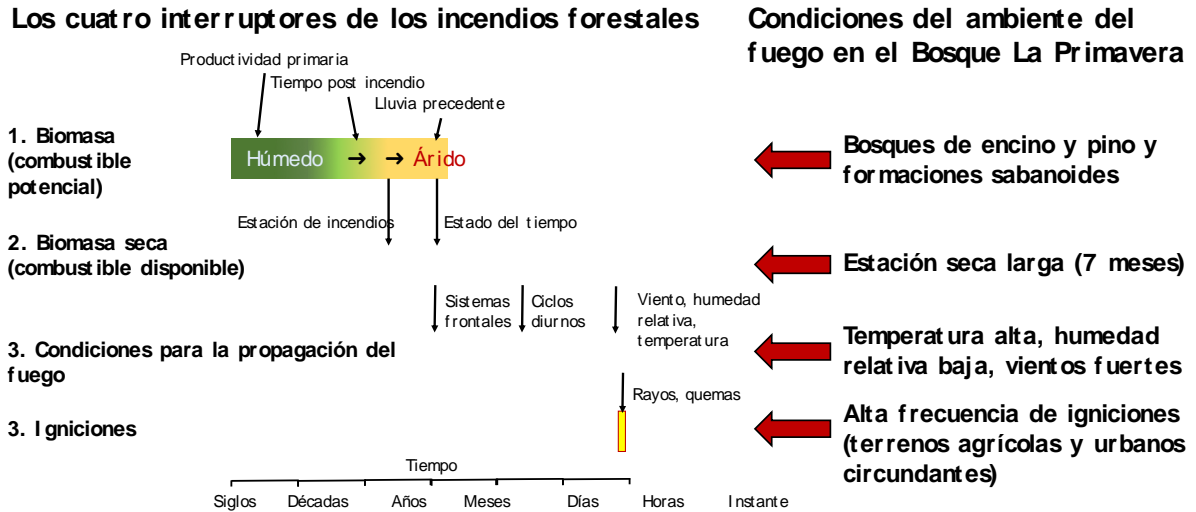 Los cuatro interruptores de los incendios forestales
Condiciones del ambiente del
fuego en el Bosque La Primavera
Productividad primaria
Tiempo post incendio
Lluvia precedente
1. Biomasa
(combustible
potencial)
Húmedo → → Árido
Bosques de encino y pino y
formaciones sabanoides
Estación de incendios
Estado del tiempo
2. Biomasa seca
(combustible disponible)
Estación seca larga (7 meses)
Sistemas
frontales
Ciclos
diurnos
Viento, humedad
relativa,
temperatura
3. Condiciones para la propagación del
fuego
Temperatura alta, humedad
relativa baja, vientos fuertes
Rayos, quemas
3. Igniciones
Alta frecuencia de igniciones
(terrenos agrícolas y urbanos
circundantes)
Tiempo
Siglos Décadas Años Meses Días Horas Instante